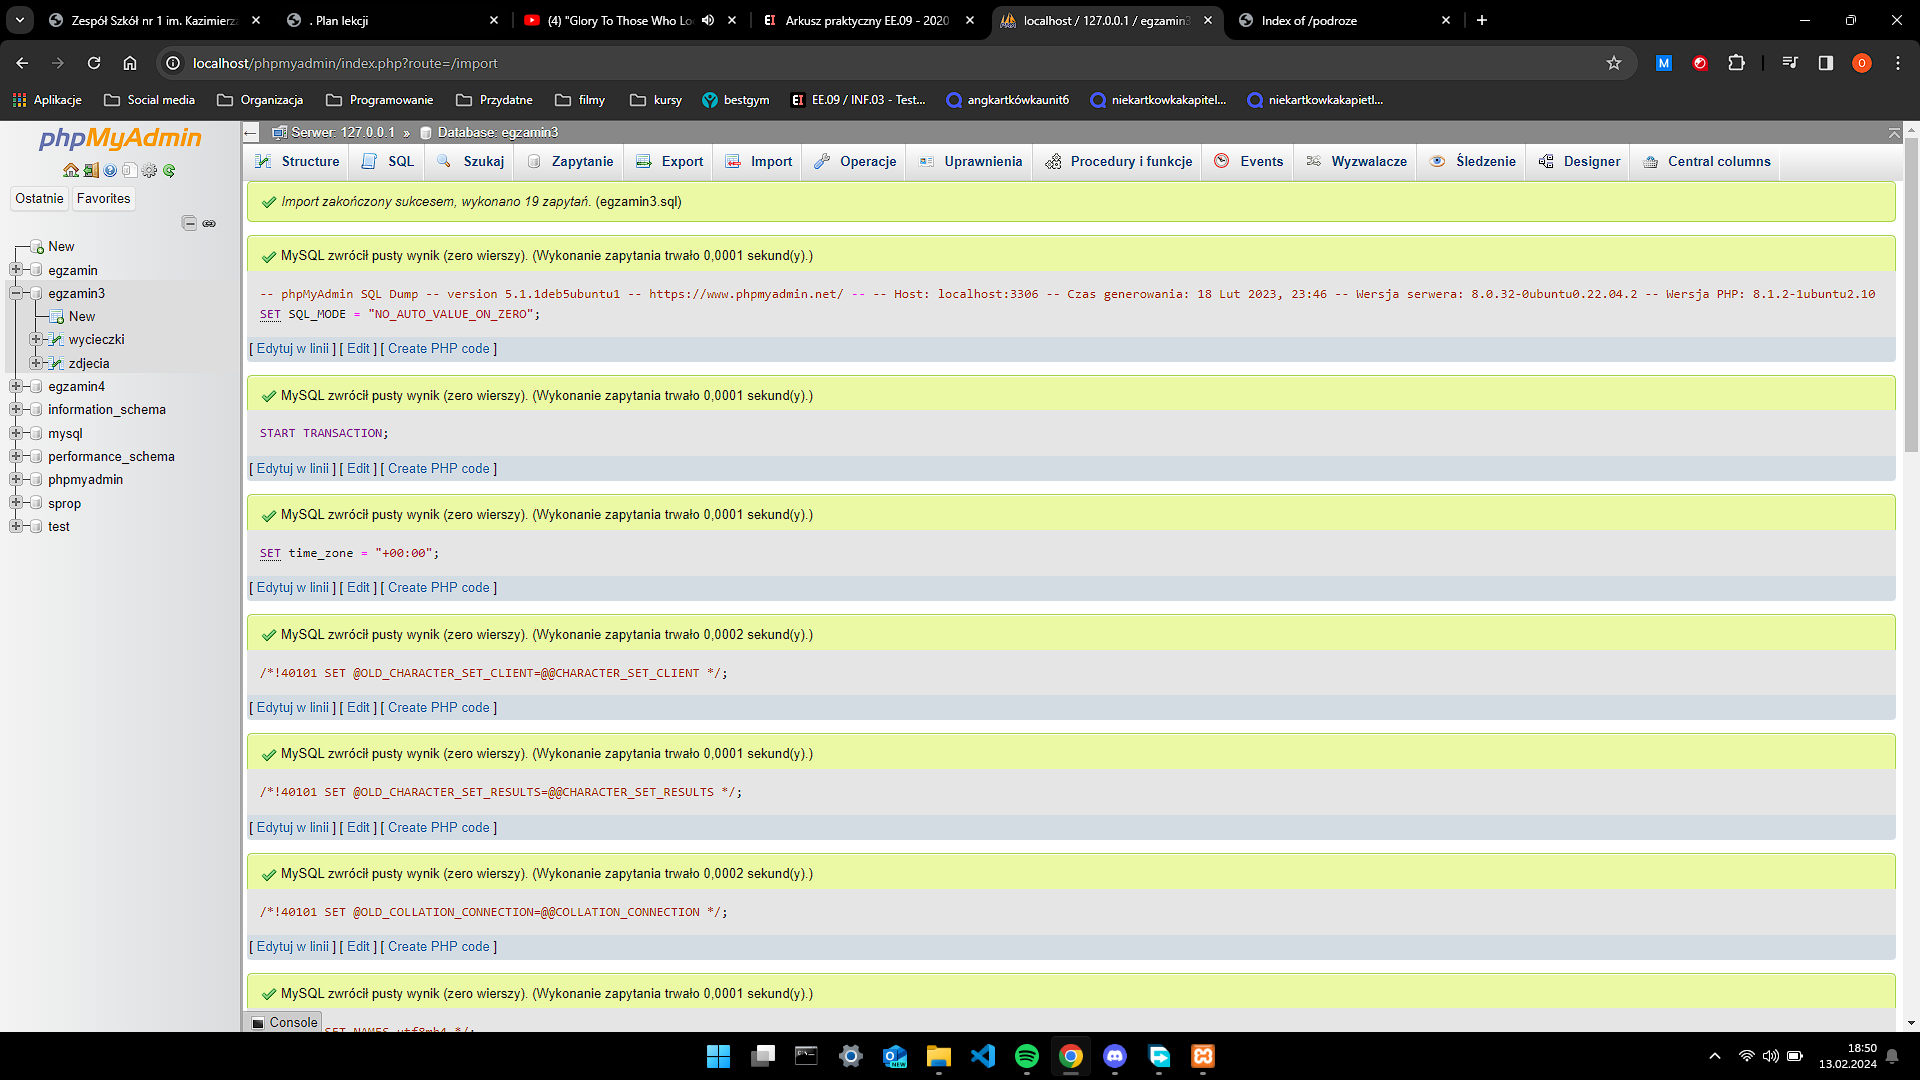 Zespół Szkół nr 1 im. Kazimierza
. Plan lekcji
(4) "Glory To Those Who Lo
Arkusz praktyczny EE.09 - 2020
localhost / 127.0.0.1 / egzamin3
Index of /podroze
localhost/phpmyadmin/index.php?route=/import
Aplikacje
Social media
Organizacja
Programowanie
Przydatne
filmy
kursy
bestgym
EE.09 / INF.03 - Test...
angkartkówkaunit6
niekartkowkakapitel...
niekartkowkakapietl...
phpMyAdmin
Ostatnie
Favorites
New
egzamin
egzamin3
New
wycieczki
zdjecia
egzamin4
information_schema
mysql
performance_schema
phpmyadmin
sprop
test
Serwer: 127.0.0.1 » Database: egzamin3
Structure
SQL
Szukaj
Zapytanie
Export
Import
Operacje
Uprawnienia
Procedury i funkcje
Events
Wyzwalacze
Śledzenie
Designer
Central columns
Import zakończony sukcesem, wykonano 19 zapytań. (egzamin3.sql)
MySQL zwrócił pusty wynik (zero wierszy). (Wykonanie zapytania trwało 0,0001 sekund(y).)
-- phpMyAdmin SQL Dump -- version 5.1.1deb5ubuntu1 -- https://www.phpmyadmin.net/ -- -- Host: localhost:3306 -- Czas generowania: 18 Lut 2023, 23:46 -- Wersja serwera: 8.0.32-0ubuntu0.22.04.2 -- Wersja PHP: 8.1.2-1ubuntu2.10
SET SQL_MODE = "NO_AUTO_VALUE_ON_ZERO";
[ Edytuj w linii ] [ Edit ] [ Create PHP code ]
MySQL zwrócił pusty wynik (zero wierszy). (Wykonanie zapytania trwało 0,0001 sekund(y).)
START TRANSACTION;
[ Edytuj w linii ] [ Edit ] [ Create PHP code ]
MySQL zwrócił pusty wynik (zero wierszy). (Wykonanie zapytania trwało 0,0001 sekund(y).)
SET time_zone = "+00:00";
[ Edytuj w linii ] [ Edit ] [ Create PHP code ]
MySQL zwrócił pusty wynik (zero wierszy). (Wykonanie zapytania trwało 0,0002 sekund(y).)
/*!40101 SET @OLD_CHARACTER_SET_CLIENT=@@CHARACTER_SET_CLIENT */;
[ Edytuj w linii ] [ Edit ] [ Create PHP code ]
MySQL zwrócił pusty wynik (zero wierszy). (Wykonanie zapytania trwało 0,0001 sekund(y).)
/*!40101 SET @OLD_CHARACTER_SET_RESULTS=@@CHARACTER_SET_RESULTS */;
[ Edytuj w linii ] [ Edit ] [ Create PHP code ]
MySQL zwrócił pusty wynik (zero wierszy). (Wykonanie zapytania trwało 0,0002 sekund(y).)
/*!40101 SET @OLD_COLLATION_CONNECTION=@@COLLATION_CONNECTION */;
[ Edytuj w linii ] [ Edit ] [ Create PHP code ]
MySQL zwrócił pusty wynik (zero wierszy). (Wykonanie zapytania trwało 0,0001 sekund(y).)
Console
SET NAMES utf8mb4 */;
18:50
13.02.2024